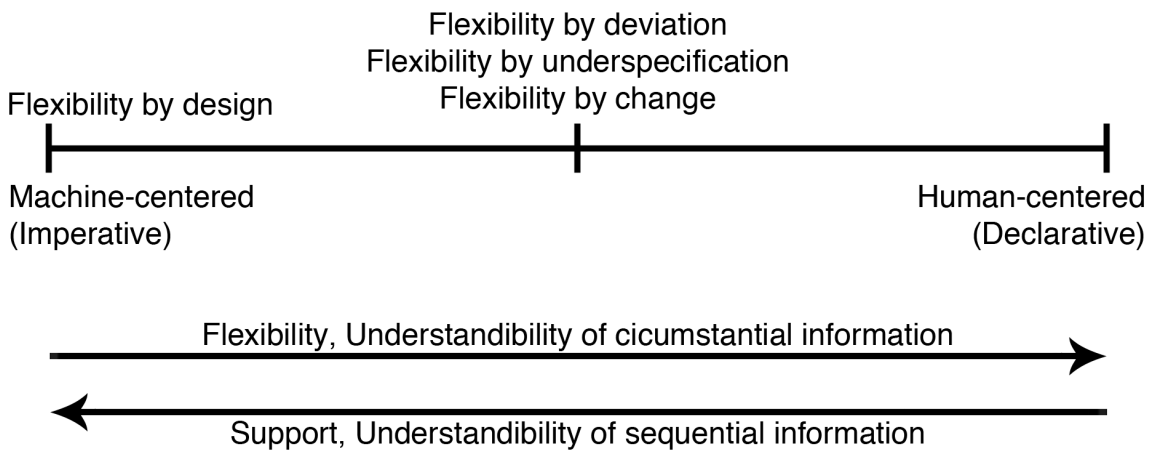 Flexibility by deviation
Flexibility by underspecification
Flexibility by change
Flexibility by design
Machine-centered
(Imperative)
Human-centered
(Declarative)
Flexibility, Understandibility of cicumstantial information
Support, Understandibility of sequential information